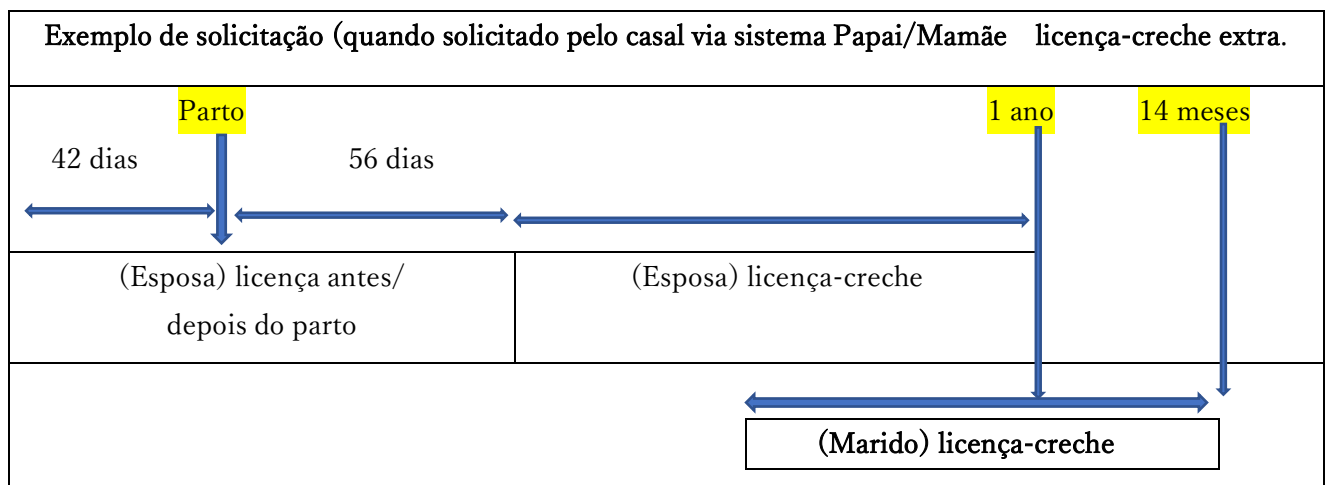 Exemplo de solicitação (quando solicitado pelo casal via sistema Papai/Mamãe licença-creche extra.
Parto
1 ano
14 meses
42 dias
56 dias
(Esposa) licença antes/
depois do parto
(Esposa) licença-creche
(Marido) licença-creche